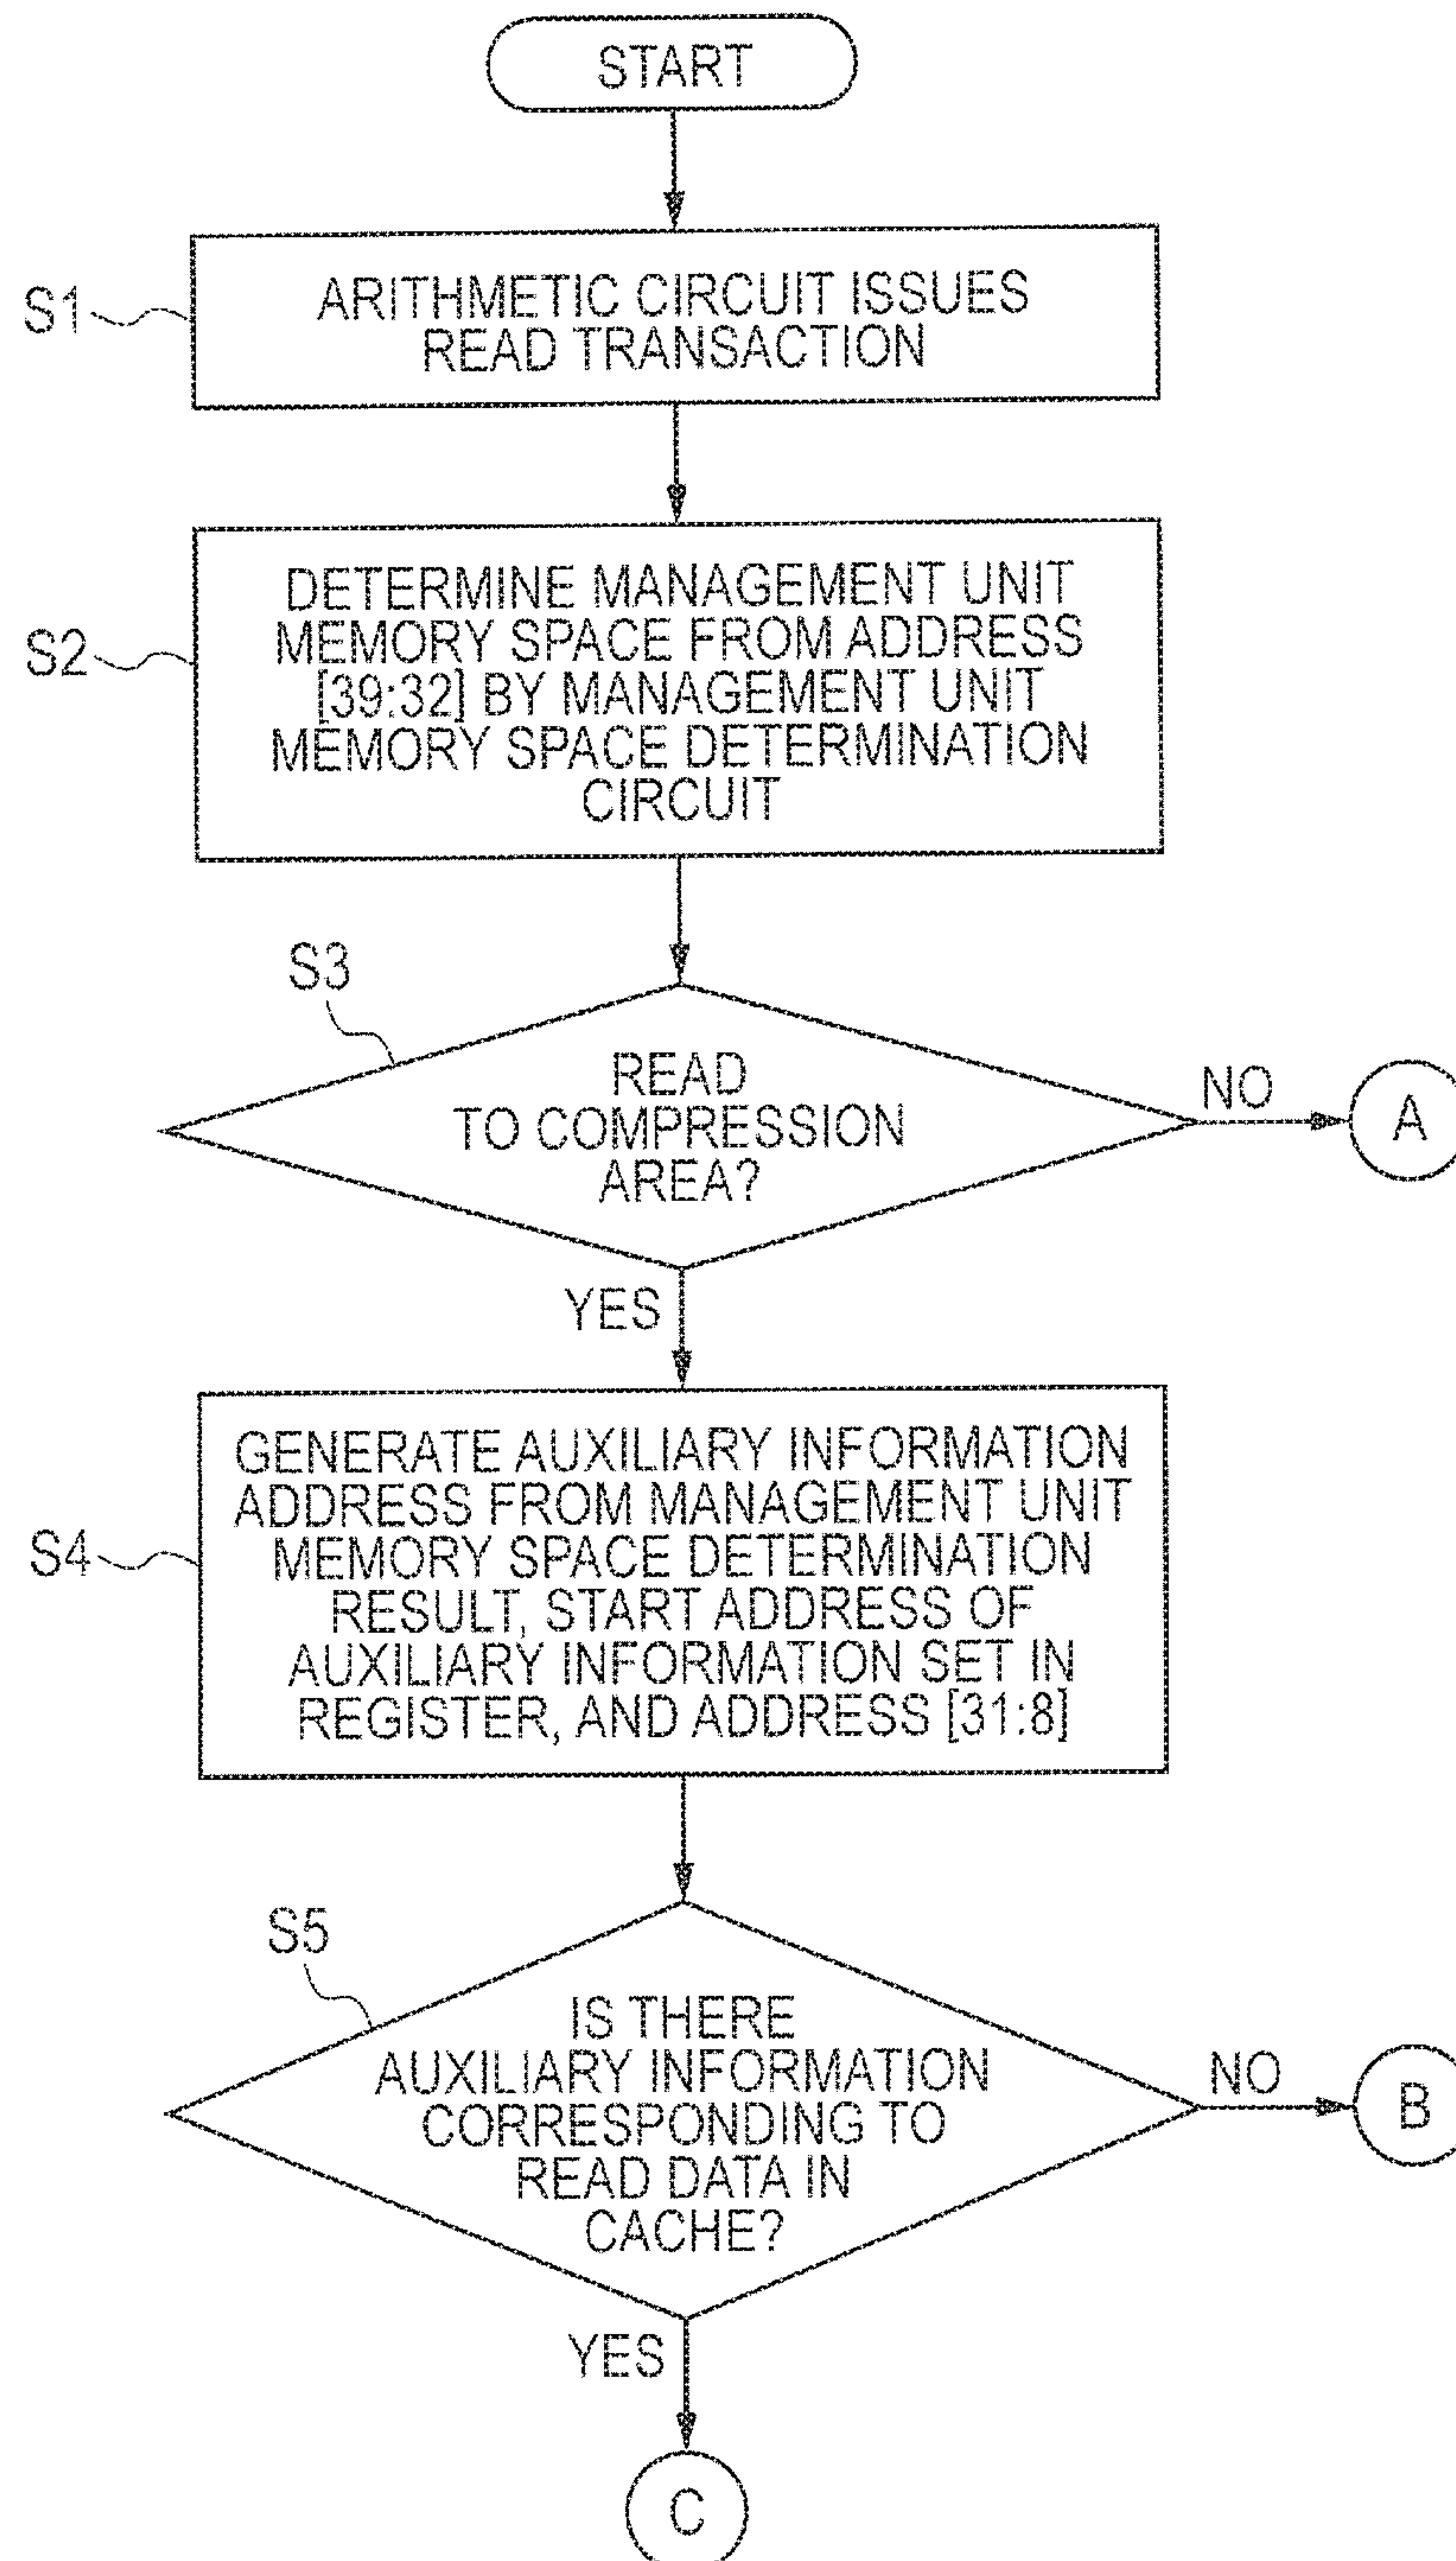 START
S1
ARITHMETIC CIRCUIT ISSUES
READ TRANSACTION
S2
DETERMINE MANAGEMENT UNIT
MEMORY SPACE FROM ADDRESS
[39:32] BY MANAGEMENT UNIT
MEMORY SPACE DETERMINATION
CIRCUIT
S3
READ
TO COMPRESSION
AREA?
NO
A
YES
S4
GENERATE AUXILIARY INFORMATION
ADDRESS FROM MANAGEMENT UNIT
MEMORY SPACE DETERMINATION
RESULT, START ADDRESS OF
AUXILIARY INFORMATION SET IN
REGISTER, AND ADDRESS [31:8]
S5
IS THERE
AUXILIARY INFORMATION
CORRESPONDING TO
READ DATA IN
CACHE?
NO
B
YES
C